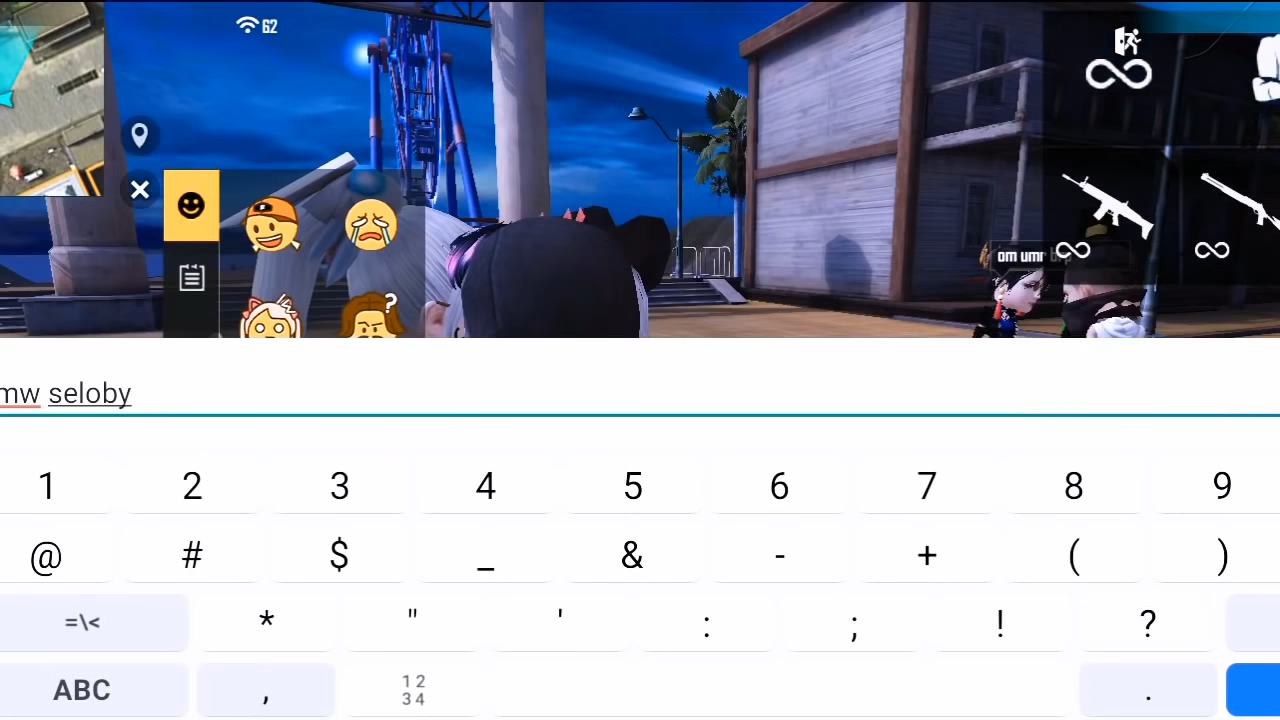 62
om umr
mw seloby
1 2 3 4 5 6 7 8 9
@ # $ _ & - + ( )
=\< * " ' : ; ! ?
ABC , 1 2 3 4 .